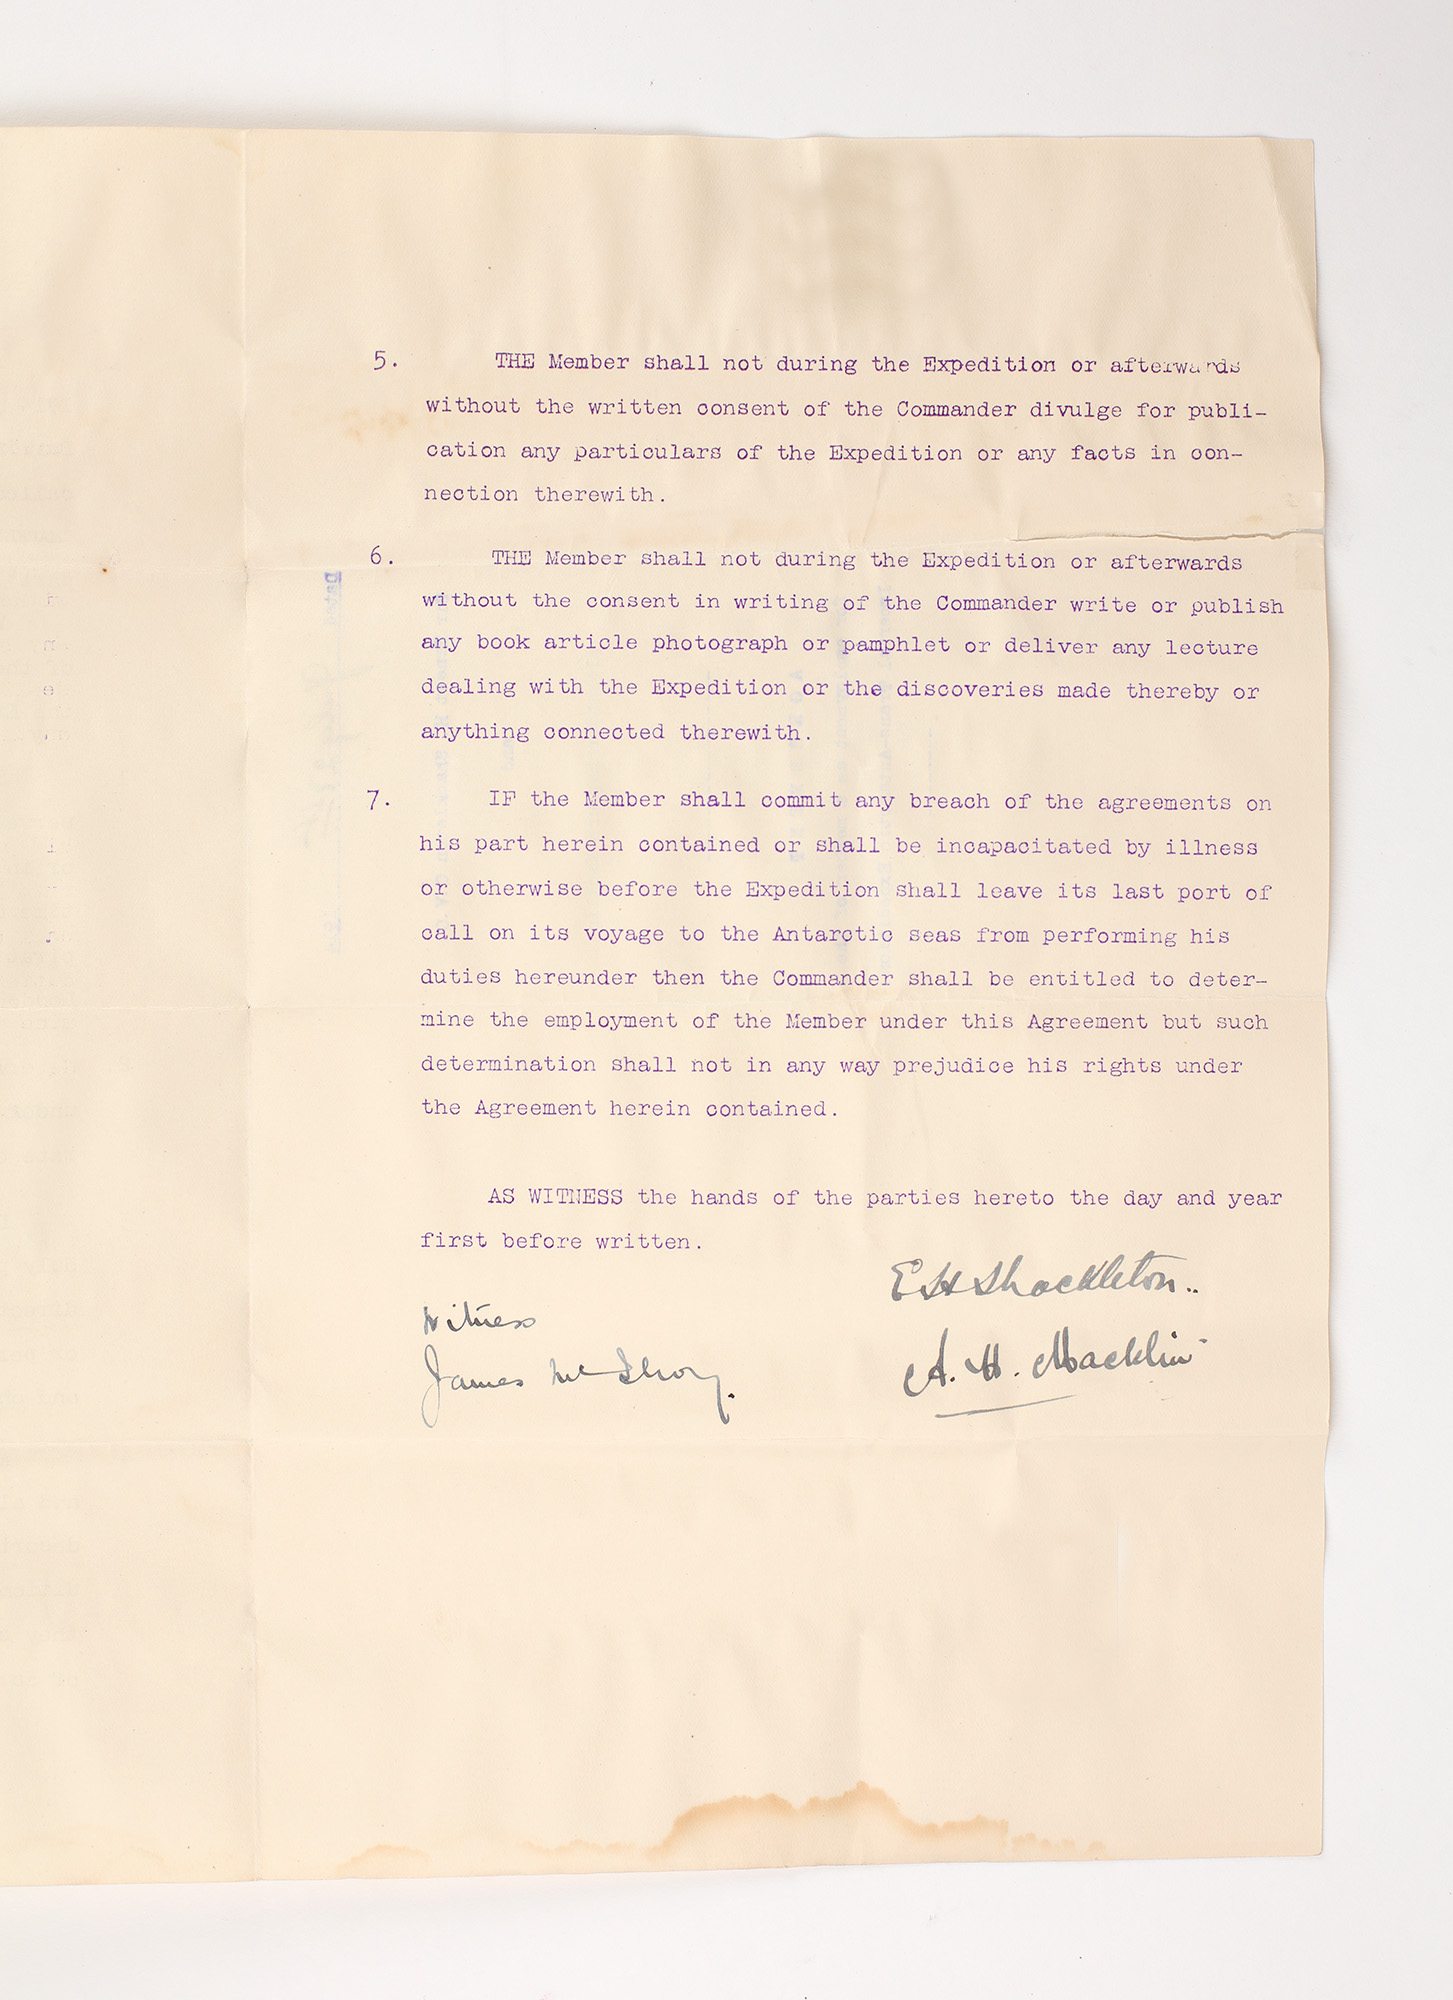 5. THE Member shall not during the Expedition or afterwards
without the written consent of the Commander divulge for publi-
cation any particulars of the Expedition or any facts in con-
nection therewith.
6. THE Member shall not during the Expedition or afterwards
without the consent in writing of the Commander write or publish
any book article photograph or pamphlet or deliver any lecture
dealing with the Expedition or the discoveries made thereby or
anything connected therewith.
7. IF the Member shall commit any breach of the agreements on
his part herein contained or shall be incapacitated by illness
or otherwise before the Expedition shall leave its last port of
call on its voyage to the Antarctic seas from performing his
duties hereunder then the Commander shall be entitled to deter-
mine the employment of the Member under this Agreement but such
determination shall not in any way prejudice his rights under
the Agreement herein contained.
AS WITNESS the hands of the parties hereto the day and year
first before written.
E H Shackleton..
Witness
James McIlroy.
A. H. Macklin